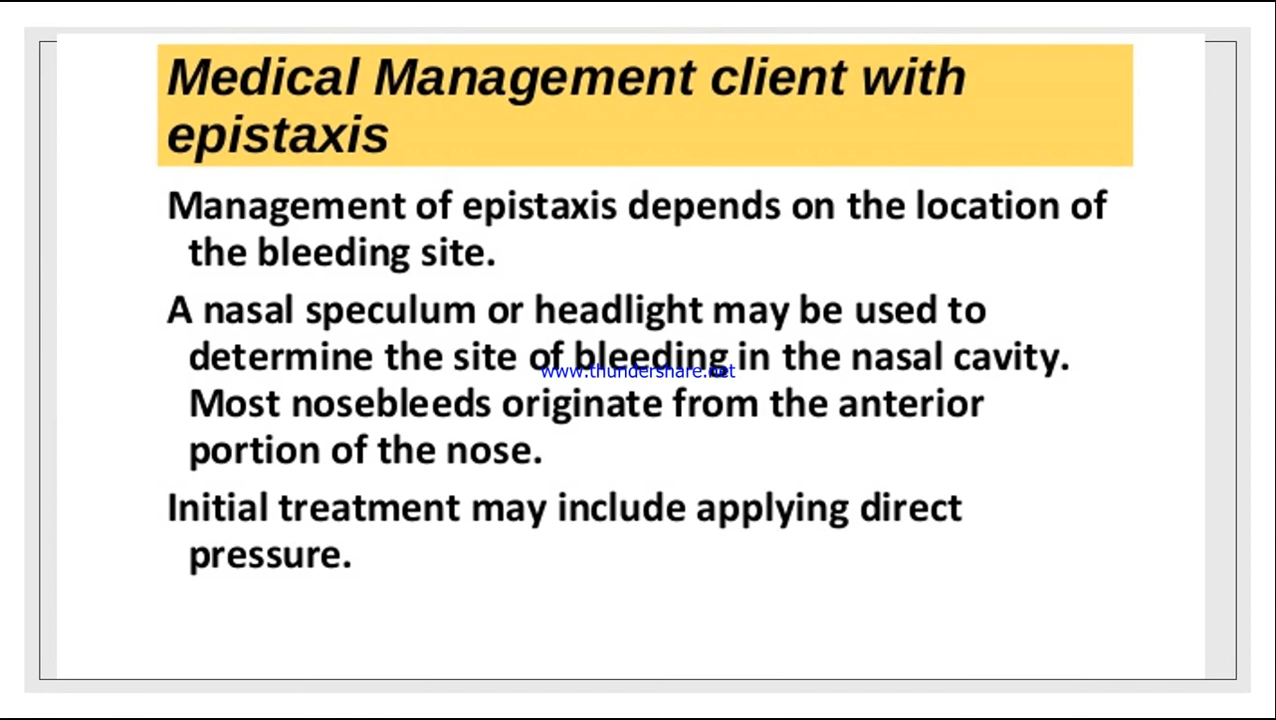 Medical Management client with
epistaxis
Management of epistaxis depends on the location of
the bleeding site.
A nasal speculum or headlight may be used to
determine the site of bleeding in the nasal cavity.
www.thundershare.net
Most nosebleeds originate from the anterior
portion of the nose.
Initial treatment may include applying direct
pressure.